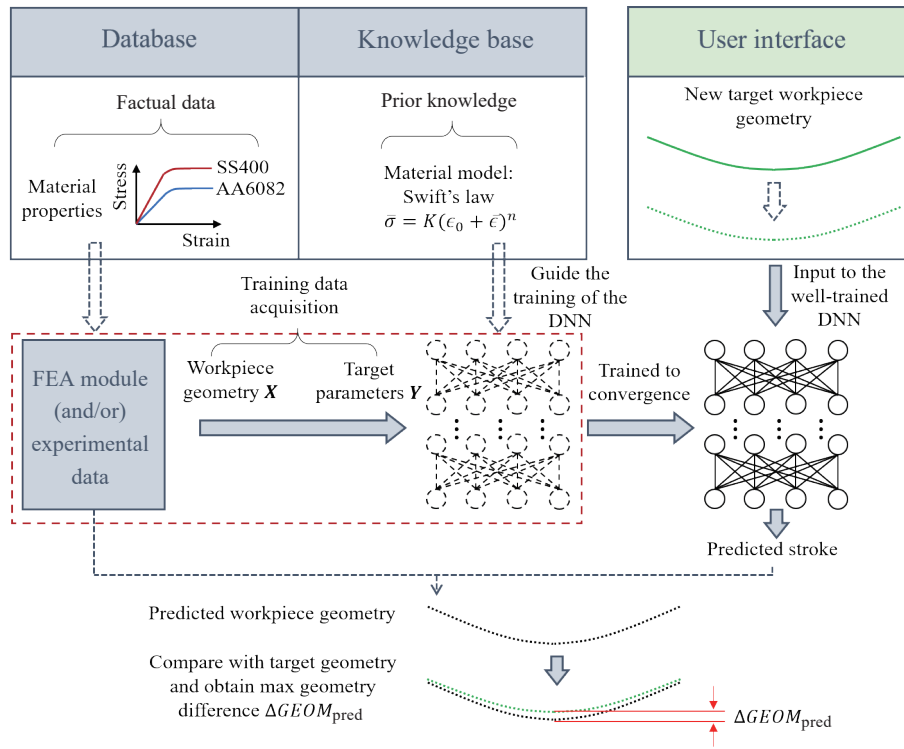 Database
Knowledge base
User interface
Factual data
Material
properties
Stress
Strain
SS400
AA6082
Prior knowledge
Material model:
Swift's law
σ̄ = K(ϵ₀ + ϵ̄)ⁿ
New target workpiece
geometry
Training data
acquisition
Guide the
training of the
DNN
Input to the
well-trained
DNN
FEA module
(and/or)
experimental
data
Workpiece
geometry X
Target
parameters Y
Trained to
convergence
Predicted stroke
Predicted workpiece geometry
Compare with target geometry
and obtain max geometry
difference ΔGEOMpred
ΔGEOMpred